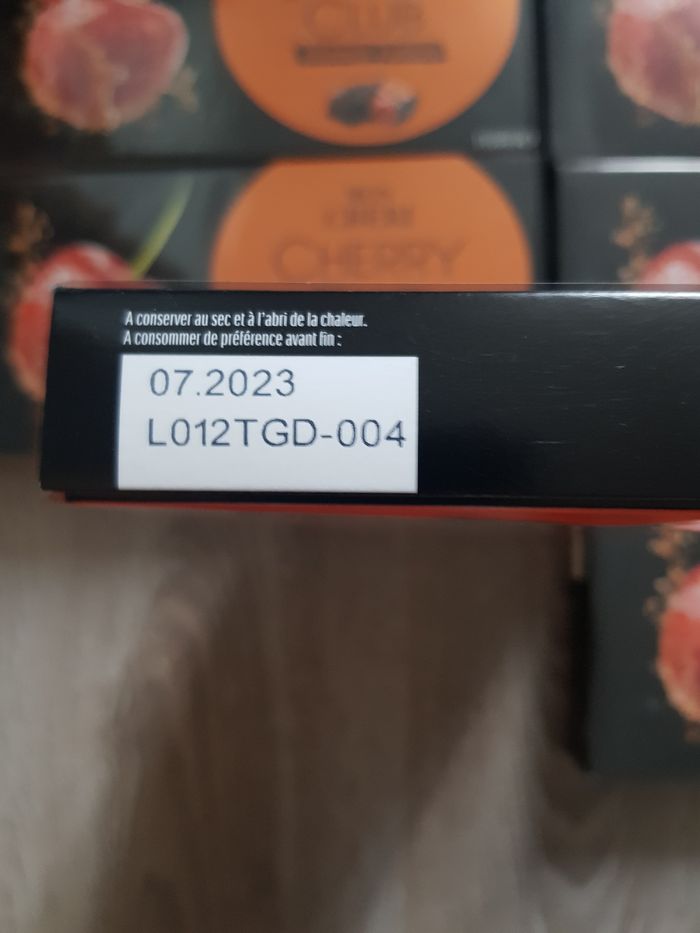 CLUB
CHERRY
A conserver au sec et à l'abri de la chaleur.
A consommer de préférence avant fin :
07.2023
L012TGD-004